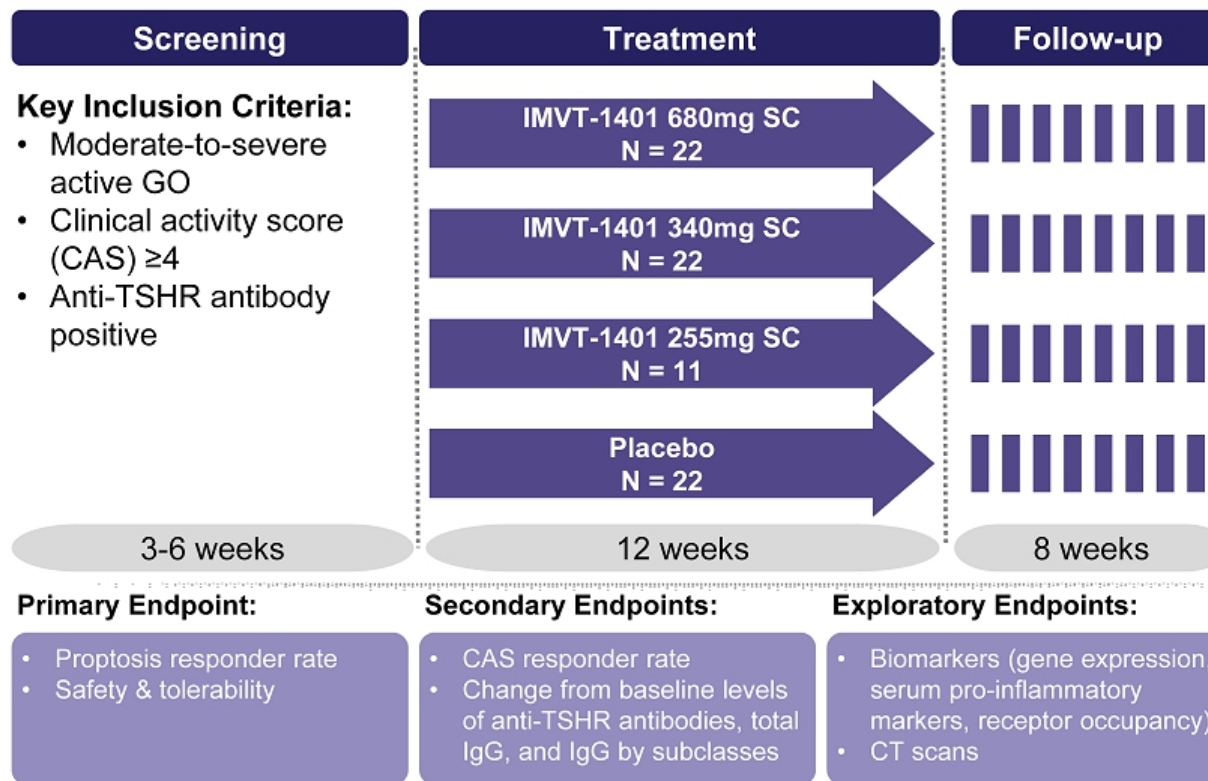 Screening
Treatment
Follow-up
Key Inclusion Criteria:
• Moderate-to-severe
active GO
• Clinical activity score
(CAS) ≥4
• Anti-TSHR antibody
positive
IMVT-1401 680mg SC
N = 22
IMVT-1401 340mg SC
N = 22
IMVT-1401 255mg SC
N = 11
Placebo
N = 22
3-6 weeks
12 weeks
8 weeks
Primary Endpoint:
• Proptosis responder rate
• Safety & tolerability
Secondary Endpoints:
• CAS responder rate
• Change from baseline levels
of anti-TSHR antibodies, total
IgG, and IgG by subclasses
Exploratory Endpoints:
• Biomarkers (gene expression,
serum pro-inflammatory
markers, receptor occupancy)
• CT scans